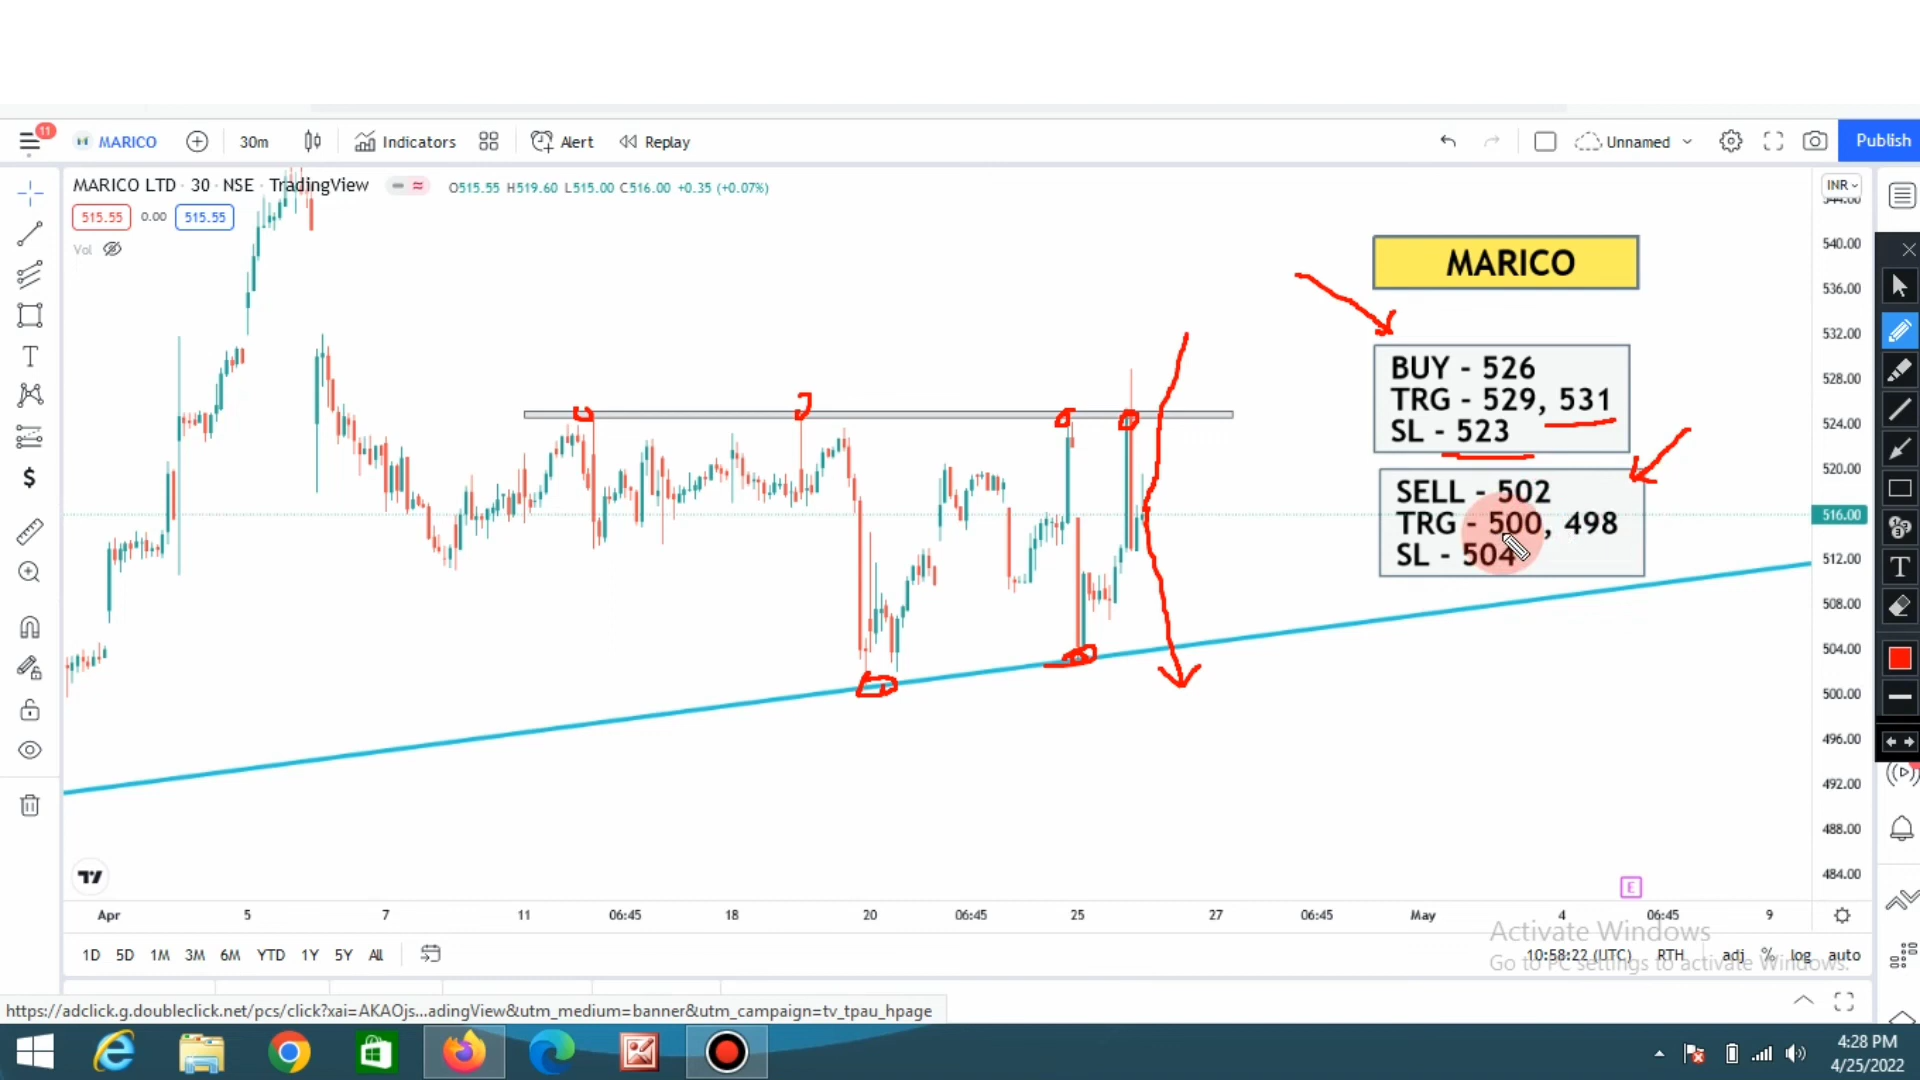 11
MARICO
30m
Indicators
Alert
Replay
Unnamed
Publish
MARICO LTD · 30 · NSE · TradingView
O515.55 H519.60 L515.00 C516.00 +0.35 (+0.07%)
515.55 0.00 515.55
Vol
INR
544.00
540.00
536.00
532.00
528.00
524.00
520.00
516.00
512.00
508.00
504.00
500.00
496.00
492.00
488.00
484.00
MARICO
BUY - 526
TRG - 529, 531
SL - 523
SELL - 502
TRG - 500, 498
SL - 504
E
Apr 5 7 11 06:45 18 20 06:45 25 27 06:45 May 4 06:45 9
Activate Windows
Go to PC settings to activate Windows.
1D 5D 1M 3M 6M YTD 1Y 5Y All
10:58:22 (UTC) RTH adj % log auto
https://adclick.g.doubleclick.net/pcs/click?xai=AKAOjs...adingView&utm_medium=banner&utm_campaign=tv_tpau_hpage
4:28 PM
4/25/2022